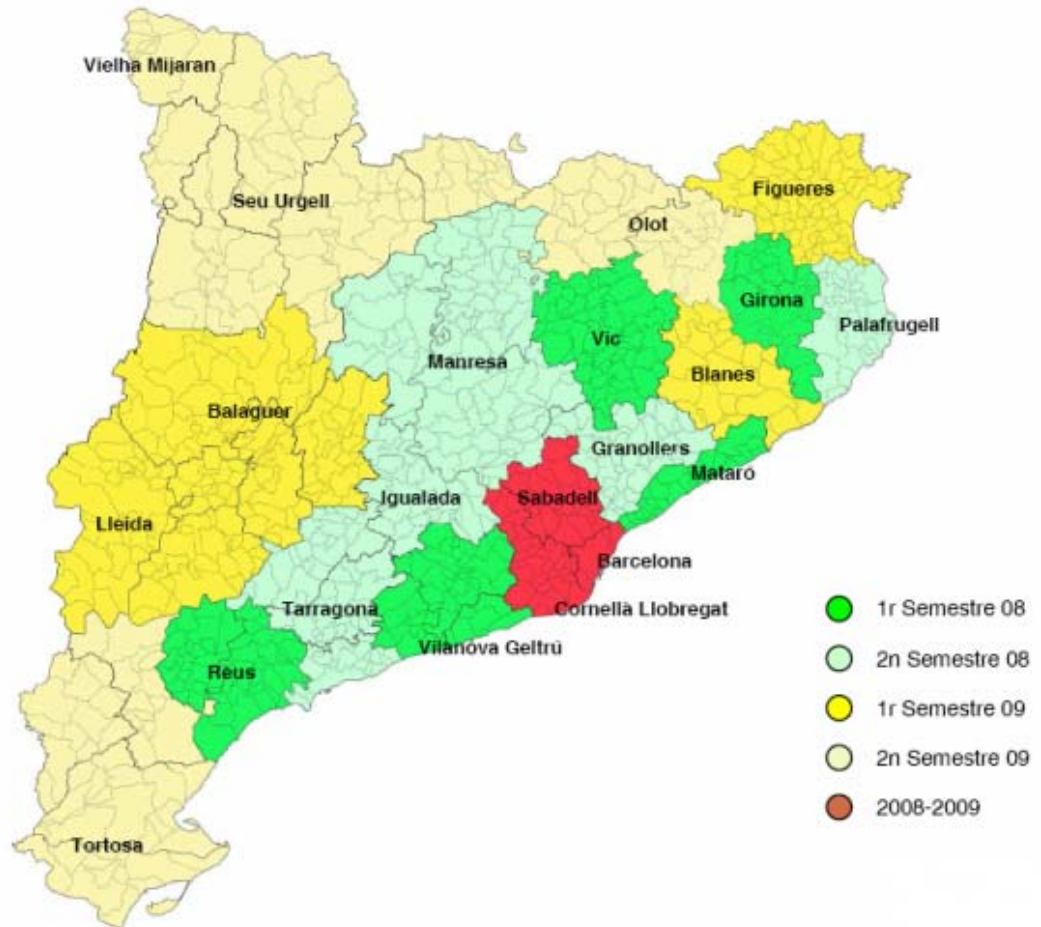 Vielha Mijaran
Figueres
Seu Urgell
Olot
Girona
Palafrugell
Vic
Manresa
Blanes
Balaguer
Granollers
Mataró
Igualada
Sabadell
Lleida
Barcelona
Tarragona
Cornellà Llobregat
Vilanova Geltrú
Reus
Tortosa
1r Semestre 08
2n Semestre 08
1r Semestre 09
2n Semestre 09
2008-2009